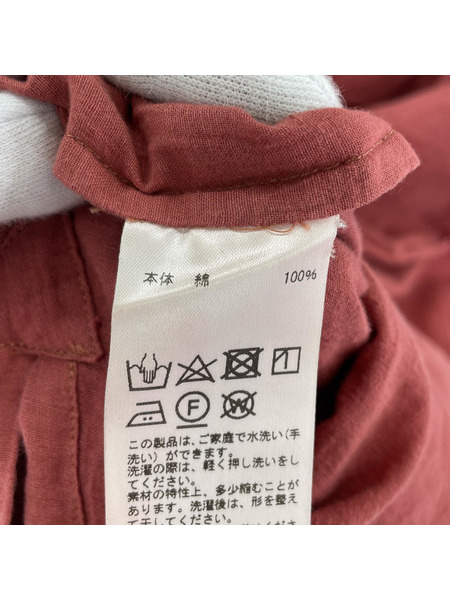 本体 綿 100%
F W
この製品は、ご家庭で水洗い(手
洗い)ができます。
洗濯の際は、軽く押し洗いをし
てください。
素材の特性上、多少縮むことが
あります。洗濯後は、形を整え
て干してください。